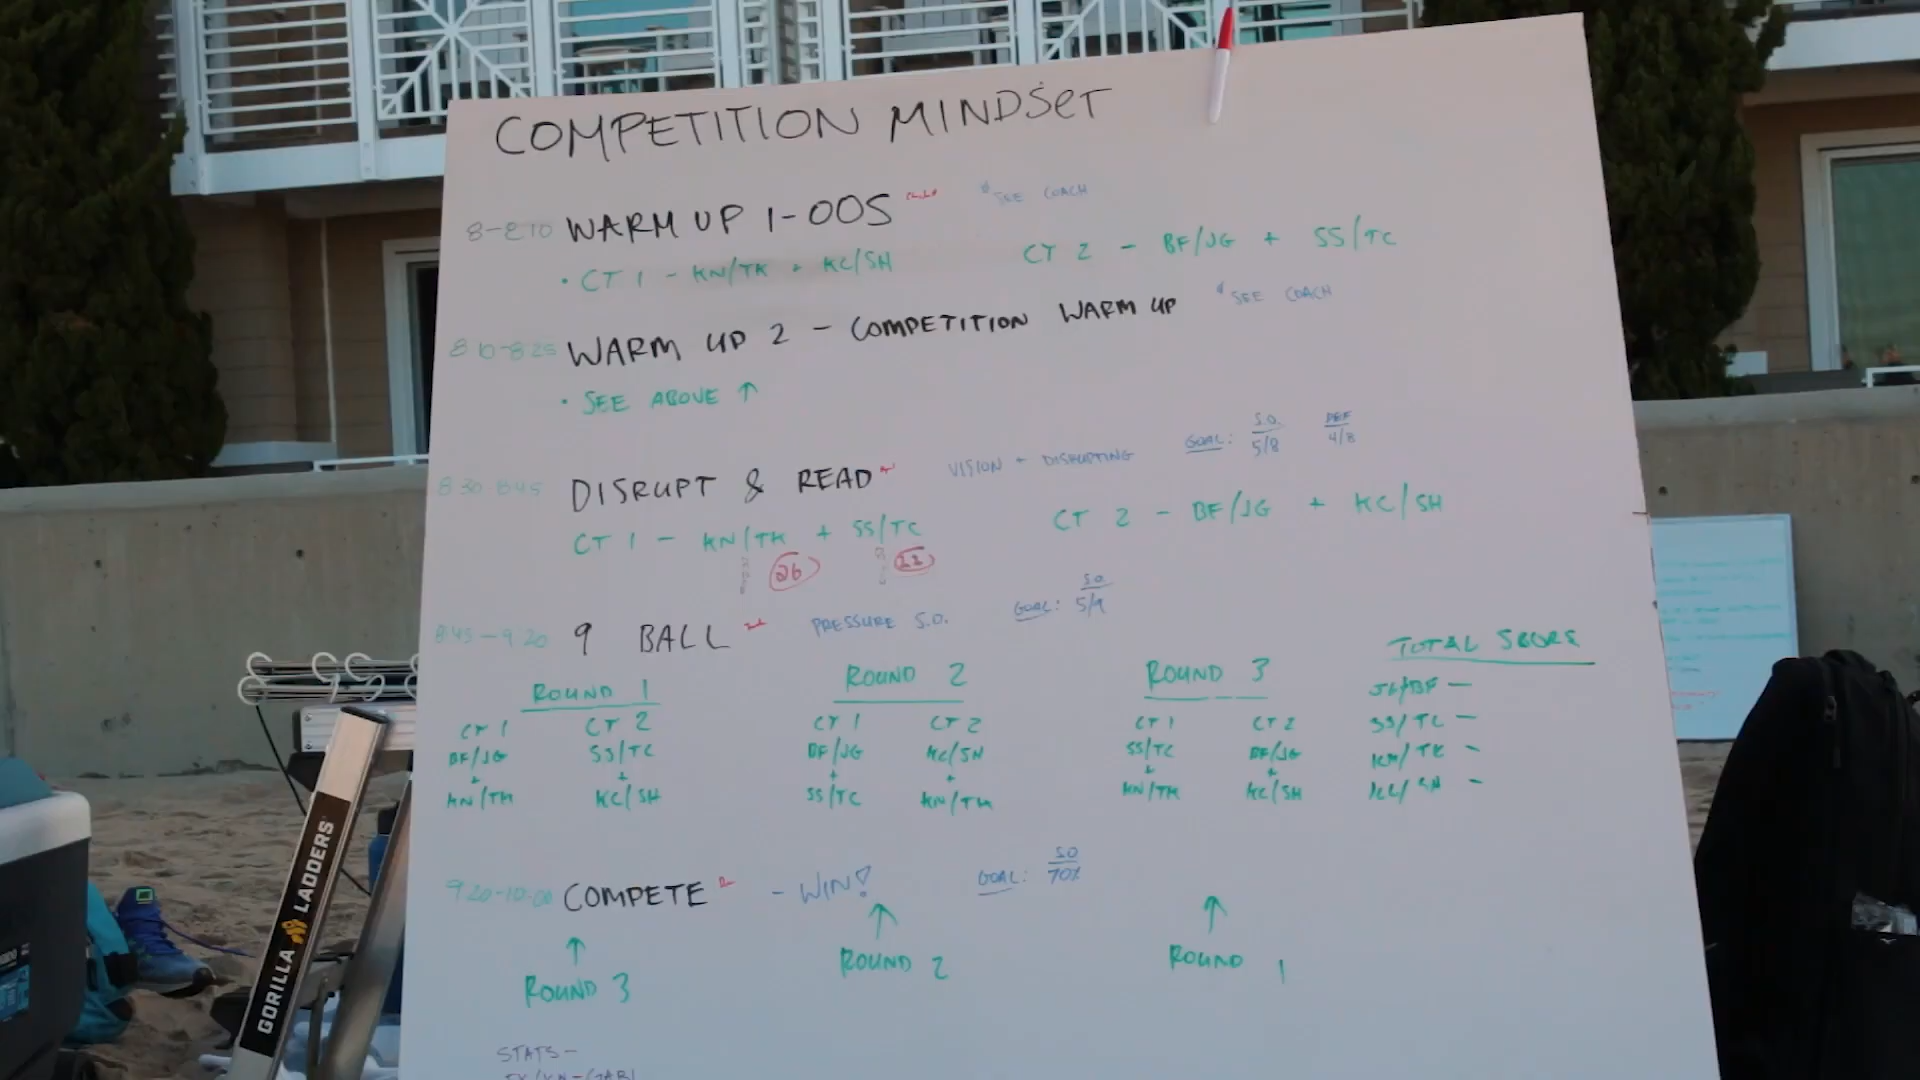 COMPETITION MINDSET
8-8:10 WARM UP 1-OOS * SEE COACH
• CT 1 - KN/TK + KC/SH CT 2 - BF/JG + SS/TC
8 10-8 25 WARM UP 2 - COMPETITION WARM UP * SEE COACH
• SEE ABOVE ↑
8 30 8 45 DISRUPT & READ VISION + DISRUPTING GOAL: S.O. 5/8 DEF 4/8
CT 1 - KN/TK + SS/TC CT 2 - BF/JG + KC/SH
26 22
8 45-9 20 9 BALL PRESSURE S.O. GOAL: S.O. 5/9
ROUND 1 ROUND 2 ROUND 3 TOTAL SCORE
CT 1 CT 2 CT 1 CT 2 CT 1 CT 2 JG/BF -
BF/JG SS/TC BF/JG KC/SH SS/TC BF/JG SS/TC -
+ + + + + + KN/TK -
KN/TK KC/SH SS/TC KN/TK KN/TK KC/SH KC/SH -
9 20-10:00 COMPETE - WIN! GOAL: SO 70%
↑ ↑ ↑
ROUND 3 ROUND 2 ROUND 1
STATS-
GORILLA LADDERS